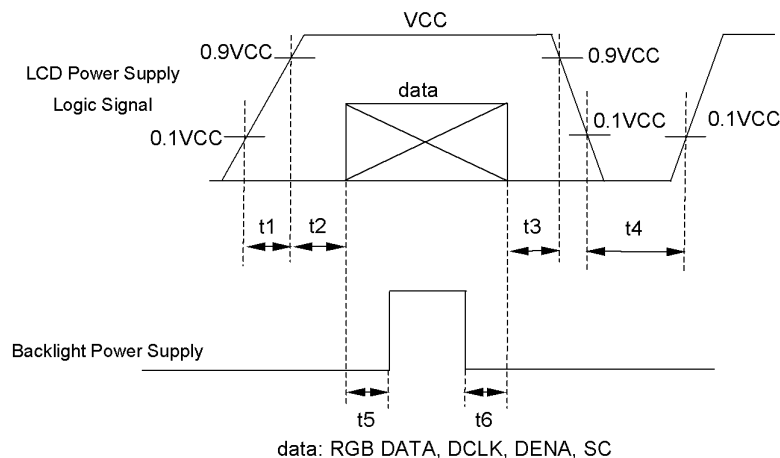 VCC
0.9VCC
0.9VCC
LCD Power Supply
Logic Signal
data
0.1VCC
0.1VCC
0.1VCC
t1
t2
t3
t4
Backlight Power Supply
t5
t6
data: RGB DATA, DCLK, DENA, SC